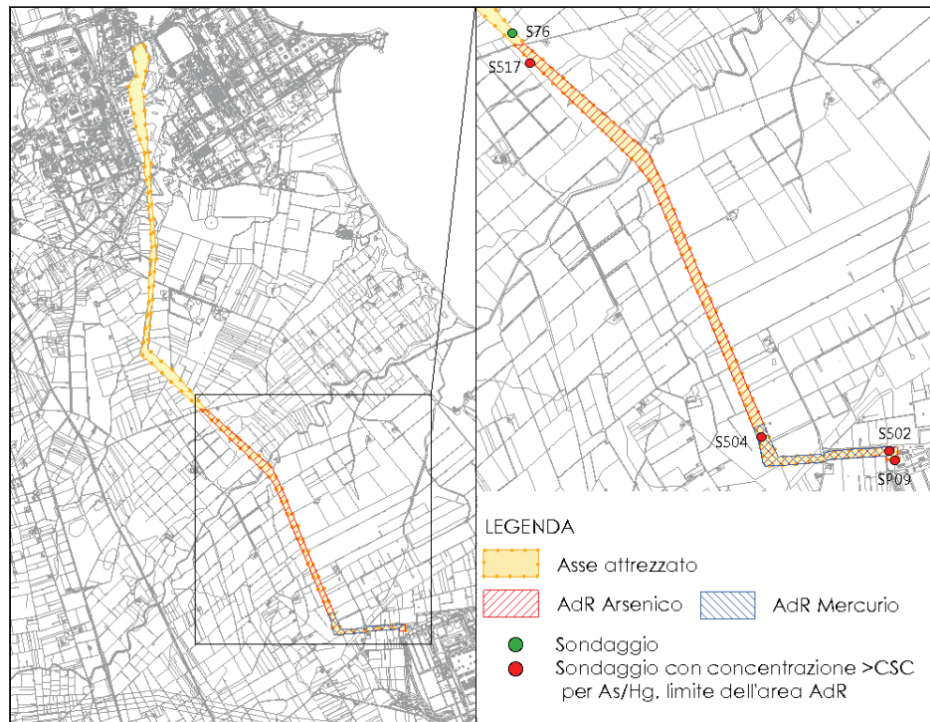 S76
S517
S504
S502
SP09
LEGENDA
Asse attrezzato
AdR Arsenico AdR Mercurio
Sondaggio
Sondaggio con concentrazione >CSC
per As/Hg. limite dell'area AdR